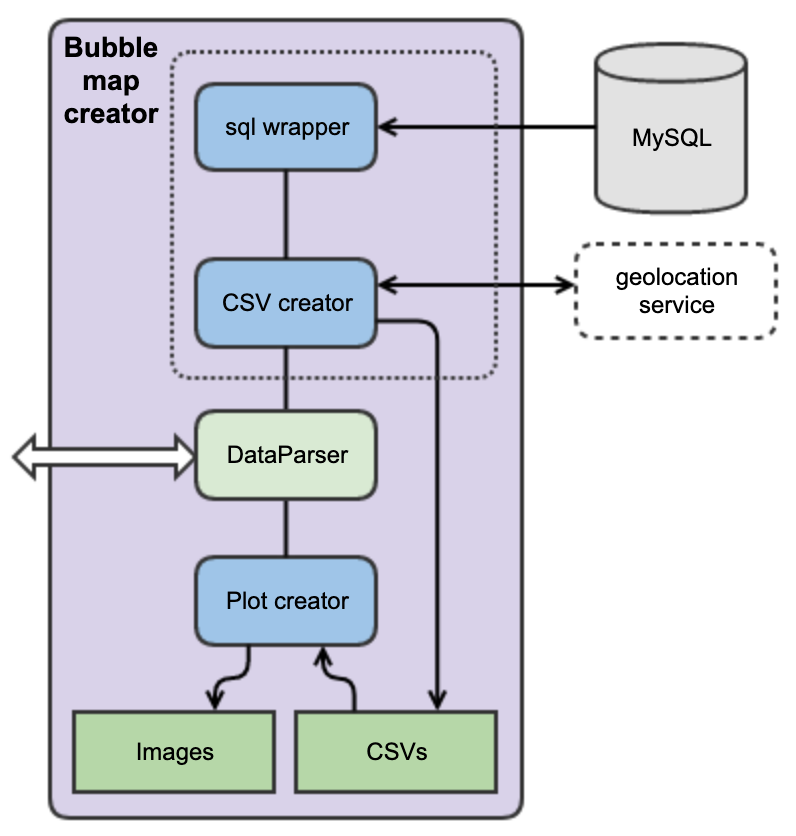 Bubble
map
creator
sql wrapper
MySQL
CSV creator
geolocation
service
DataParser
Plot creator
Images
CSVs